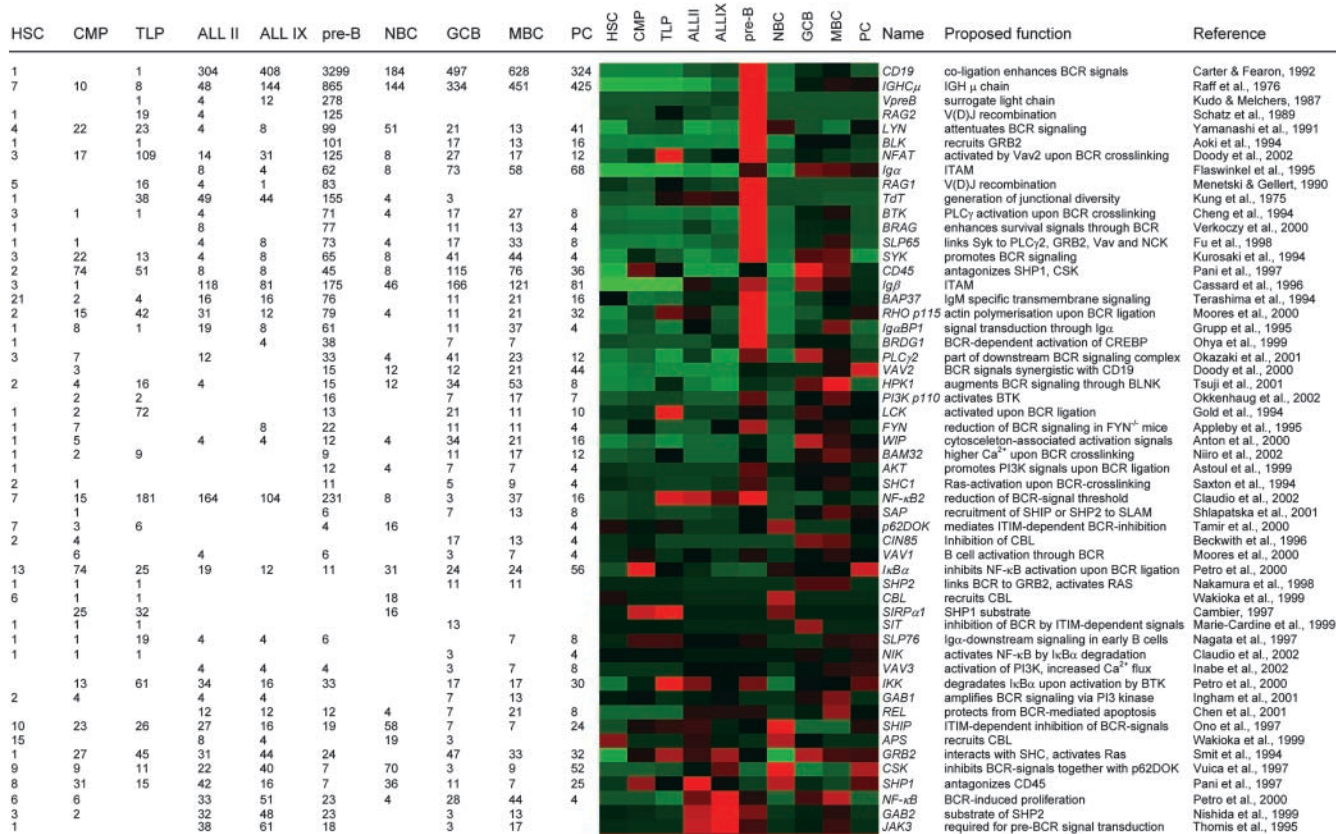 HSC CMP TLP ALL II ALL IX pre-B NBC GCB MBC PC HSC CMP TLP ALLII ALLIX pre-B NBC GCB MBC PC Name Proposed function Reference
1 1 304 408 3299 184 497 628 324 CD19 co-ligation enhances BCR signals Carter & Fearon, 1992
7 10 8 48 144 865 144 334 451 425 IGHCμ IGH μ chain Raff et al., 1976
1 4 12 278 VpreB surrogate light chain Kudo & Melchers, 1987
1 19 4 125 RAG2 V(D)J recombination Schatz et al., 1989
4 22 23 4 8 99 51 21 13 41 LYN attenuates BCR signaling Yamanashi et al., 1991
1 1 101 17 13 16 BLK recruits GRB2 Aoki et al., 1994
3 17 109 14 31 125 8 27 17 12 NFAT activated by Vav2 upon BCR crosslinking Doody et al., 2002
8 4 62 8 73 58 68 Igα ITAM Flaswinkel et al., 1995
5 16 4 1 83 RAG1 V(D)J recombination Menetski & Gellert, 1990
1 38 49 44 155 4 3 TdT generation of junctional diversity Kung et al., 1975
3 1 1 4 71 4 17 27 8 BTK PLCγ activation upon BCR crosslinking Cheng et al., 1994
1 8 77 11 11 4 BRAG enhances survival signals through BCR Verkoczy et al., 2000
1 1 4 8 73 4 17 33 8 SLP65 links Syk to PLCγ2, GRB2, Vav and NCK Fu et al., 1998
3 22 13 4 8 65 8 41 44 4 SYK promotes BCR signaling Kurosaki et al., 1994
2 74 51 8 8 45 8 115 76 36 CD45 antagonizes SHP1, CSK Pani et al., 1997
3 1 118 81 175 46 166 121 81 Igβ ITAM Cassard et al., 1996
21 2 4 16 16 76 11 21 16 BAP37 IgM specific transmembrane signaling Terashima et al., 1994
2 15 42 31 12 79 4 11 21 32 RHO p115 actin polymerisation upon BCR ligation Moores et al., 2000
1 8 1 19 8 61 11 37 4 IgαBP1 signal transduction through Igα Grupp et al., 1995
1 4 38 7 7 BRDG1 BCR-dependent activation of CREBP Ohya et al., 1999
3 7 12 33 4 41 23 12 PLCγ2 part of downstream BCR signaling complex Okazaki et al., 2001
3 15 12 12 21 44 VAV2 BCR signals synergistic with CD19 Doody et al., 2000
2 4 16 4 15 12 34 53 8 HPK1 augments BCR signaling through BLNK Tsuji et al., 2001
2 2 16 7 17 7 PI3K p110 activates BTK Okkenhaug et al., 2002
1 2 72 13 21 11 10 LCK activated upon BCR ligation Gold et al., 1994
1 7 8 22 11 11 4 FYN reduction of BCR signaling in FYN-/- mice Appleby et al., 1995
1 5 4 4 12 4 34 21 16 WIP cytosceleton-associated activation signals Anton et al., 2000
1 2 9 9 11 17 12 BAM32 higher Ca2+ upon BCR crosslinking Niiro et al., 2002
1 12 4 7 7 4 AKT promotes PI3K signals upon BCR ligation Astoul et al., 1999
2 1 11 5 9 4 SHC1 Ras-activation upon BCR-crosslinking Saxton et al., 1994
7 15 181 164 104 231 8 3 37 16 NF-κB2 reduction of BCR-signal threshold Claudio et al., 2002
1 6 7 13 8 SAP recruitment of SHIP or SHP2 to SLAM Shlapatska et al., 2001
7 3 6 4 16 4 p62DOK mediates ITIM-dependent BCR-inhibition Tamir et al., 2000
2 4 17 13 4 CIN85 Inhibition of CBL Beckwith et al., 1996
6 4 6 3 7 4 VAV1 B cell activation through BCR Moores et al., 2000
13 74 25 19 12 11 31 24 24 56 IκBα inhibits NF-κB activation upon BCR ligation Petro et al., 2000
1 1 1 11 11 SHP2 links BCR to GRB2, activates RAS Nakamura et al., 1998
6 1 1 18 CBL recruits CBL Wakioka et al., 1999
25 32 16 SIRPα1 SHP1 substrate Cambier, 1997
1 1 1 13 SIT inhibition of BCR by ITIM-dependent signals Marie-Cardine et al., 1999
1 1 19 4 4 6 7 8 SLP76 Igα-downstream signaling in early B cells Nagata et al., 1997
1 1 1 3 4 NIK activates NF-κB by IκBα degradation Claudio et al., 2002
4 4 4 3 7 8 VAV3 activation of PI3K, increased Ca2+ flux Inabe et al., 2002
13 61 34 16 33 17 17 30 IKK degradates IκBα upon activation by BTK Petro et al., 2000
2 4 4 4 7 13 GAB1 amplifies BCR signaling via PI3 kinase Ingham et al., 2001
12 12 12 4 7 21 8 REL protects from BCR-mediated apoptosis Chen et al., 2001
10 23 26 27 16 19 58 7 7 24 SHIP ITIM-dependent inhibition of BCR-signals Ono et al., 1997
15 8 4 19 3 APS recruits CBL Wakioka et al., 1999
1 27 45 31 44 24 47 33 32 GRB2 interacts with SHC, activates Ras Smit et al., 1994
9 9 11 22 40 7 70 3 9 52 CSK inhibits BCR-signals together with p62DOK Vuica et al., 1997
8 31 15 42 16 7 36 11 7 25 SHP1 antagonizes CD45 Pani et al., 1997
6 6 33 51 23 4 28 44 4 NF-κB BCR-induced proliferation Petro et al., 2000
3 2 32 48 23 3 13 GAB2 substrate of SHP2 Nishida et al., 1999
1 38 61 18 3 17 JAK3 required for pre-BCR signal transduction Thomis et al., 1995